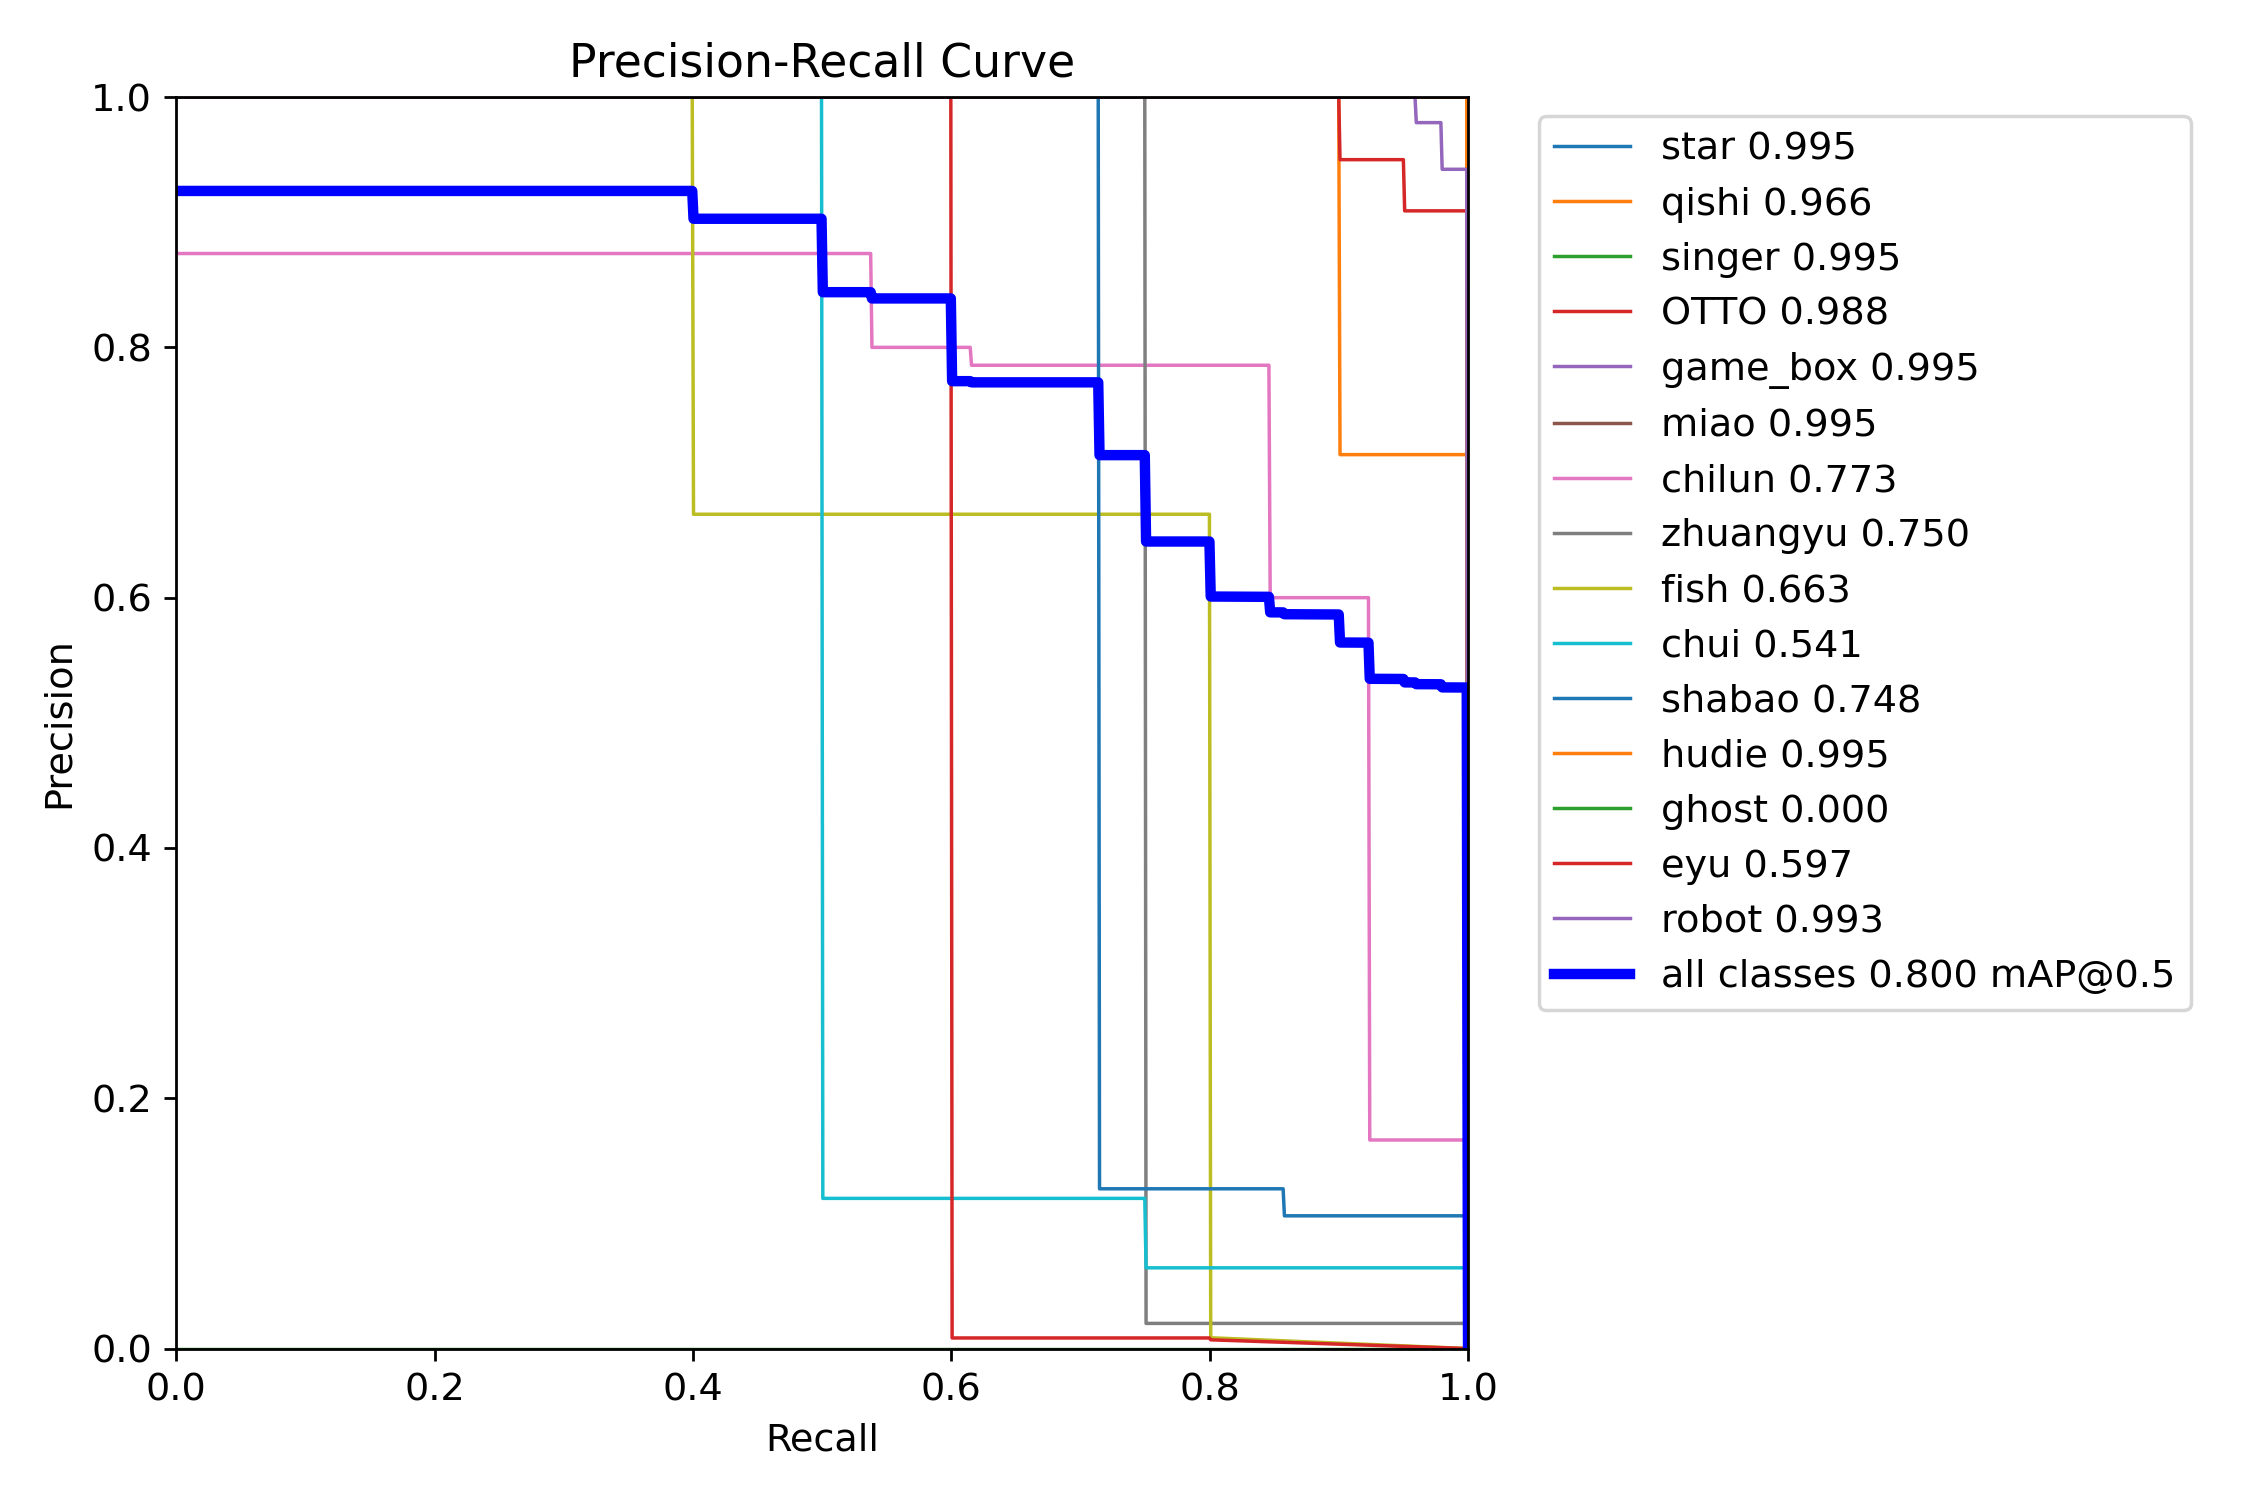 Precision-Recall Curve
1.0
0.8
0.6
0.4
0.2
0.0
Precision
0.0 0.2 0.4 0.6 0.8 1.0
Recall
star 0.995
qishi 0.966
singer 0.995
OTTO 0.988
game_box 0.995
miao 0.995
chilun 0.773
zhuangyu 0.750
fish 0.663
chui 0.541
shabao 0.748
hudie 0.995
ghost 0.000
eyu 0.597
robot 0.993
all classes 0.800 mAP@0.5